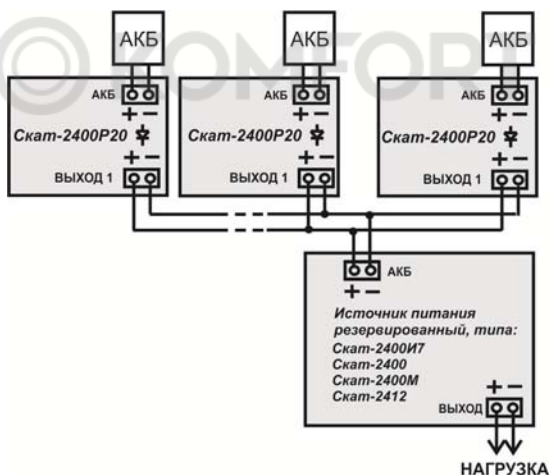 KOMFORT
АКБ
АКБ
АКБ
АКБ
АКБ
АКБ
+ −
+ −
+ −
Скат-2400Р20
Скат-2400Р20
Скат-2400Р20
+ −
+ −
+ −
ВЫХОД 1
ВЫХОД 1
ВЫХОД 1
АКБ
+ −
Источник питания
резервированный, типа:
Скат-2400И7
Скат-2400
Скат-2400М
Скат-2412
+ −
ВЫХОД
НАГРУЗКА